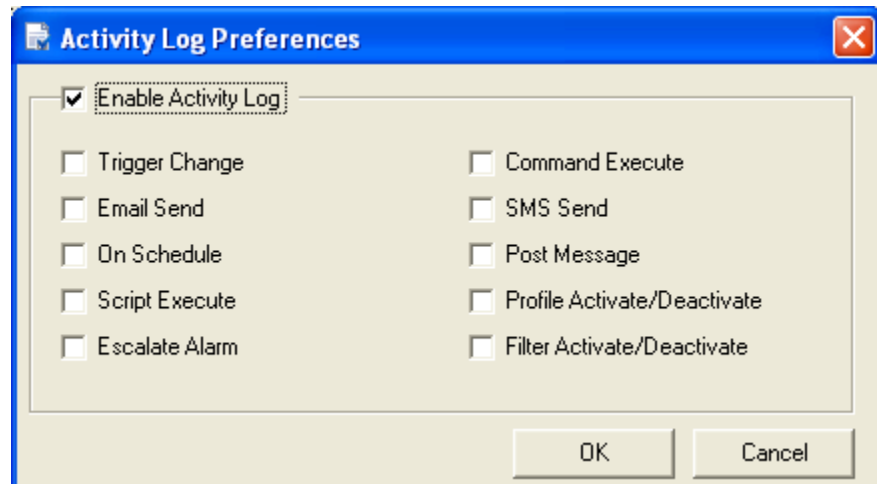 Activity Log Preferences
Enable Activity Log
Trigger Change
Command Execute
Email Send
SMS Send
On Schedule
Post Message
Script Execute
Profile Activate/Deactivate
Escalate Alarm
Filter Activate/Deactivate
OK
Cancel